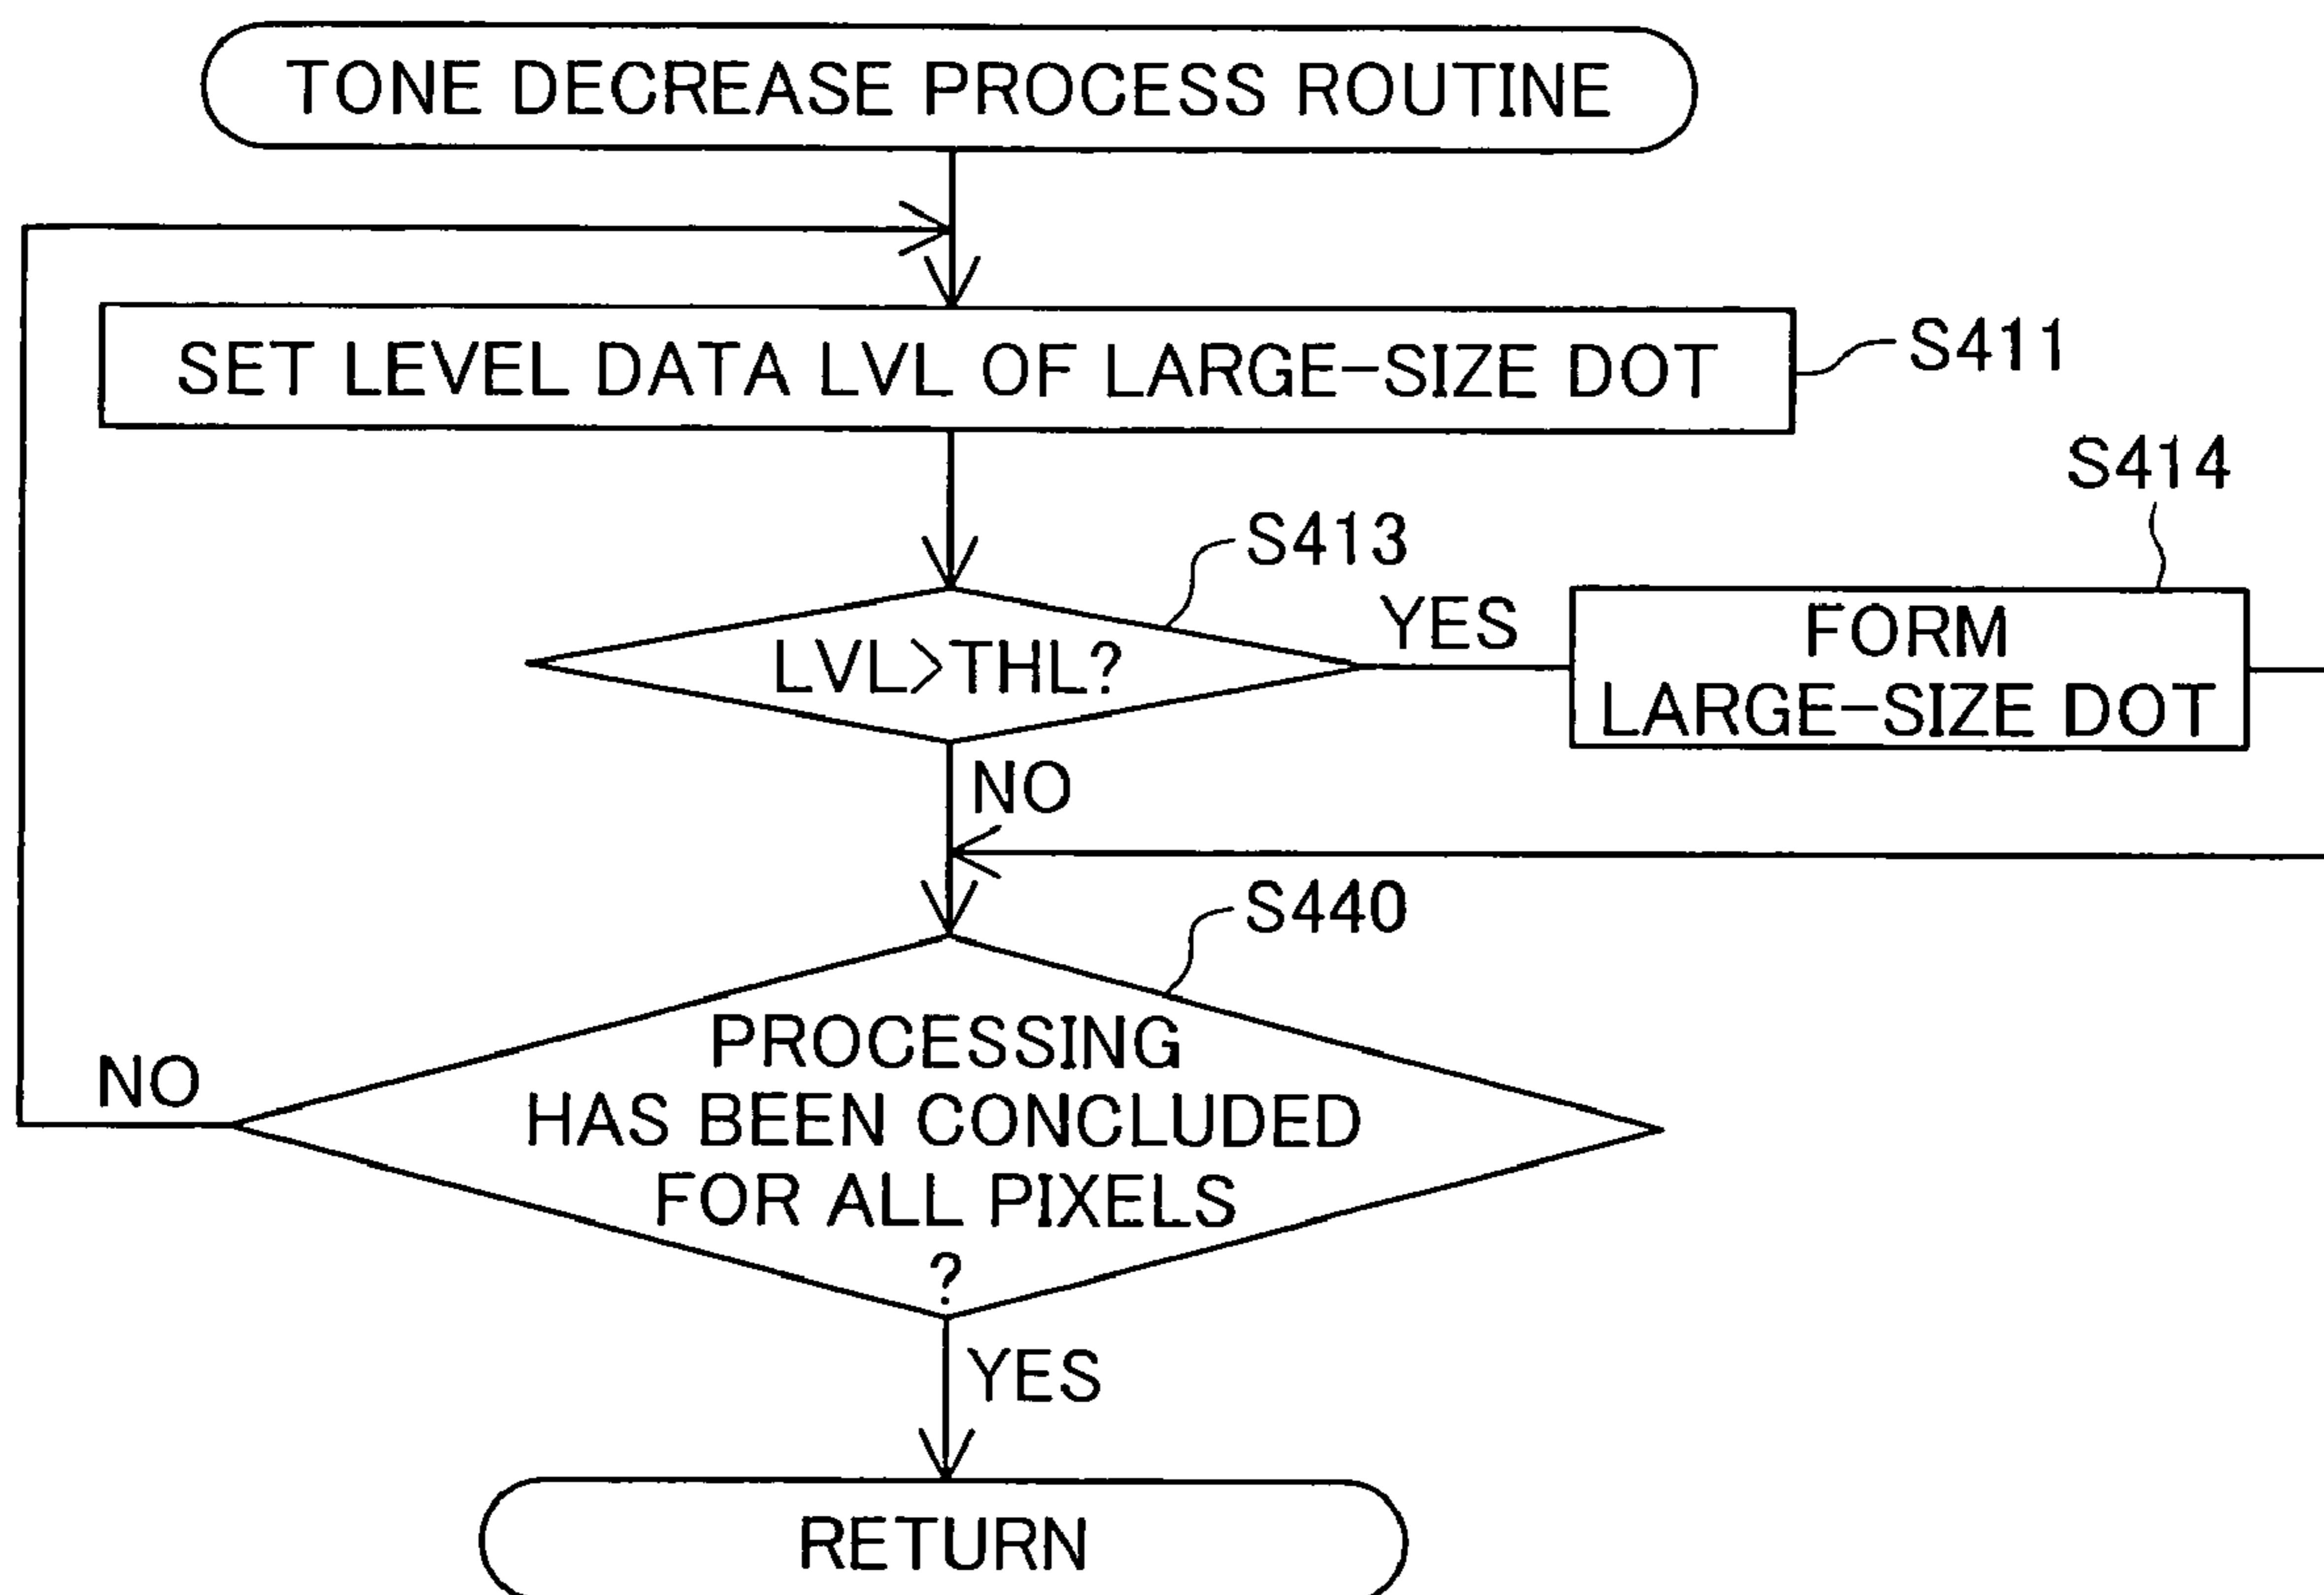 TONE DECREASE PROCESS ROUTINE
SET LEVEL DATA LVL OF LARGE-SIZE DOT
S411
S414
S413
LVL>THL?
YES
FORM
LARGE-SIZE DOT
NO
S440
PROCESSING
HAS BEEN CONCLUDED
FOR ALL PIXELS
?
NO
YES
RETURN